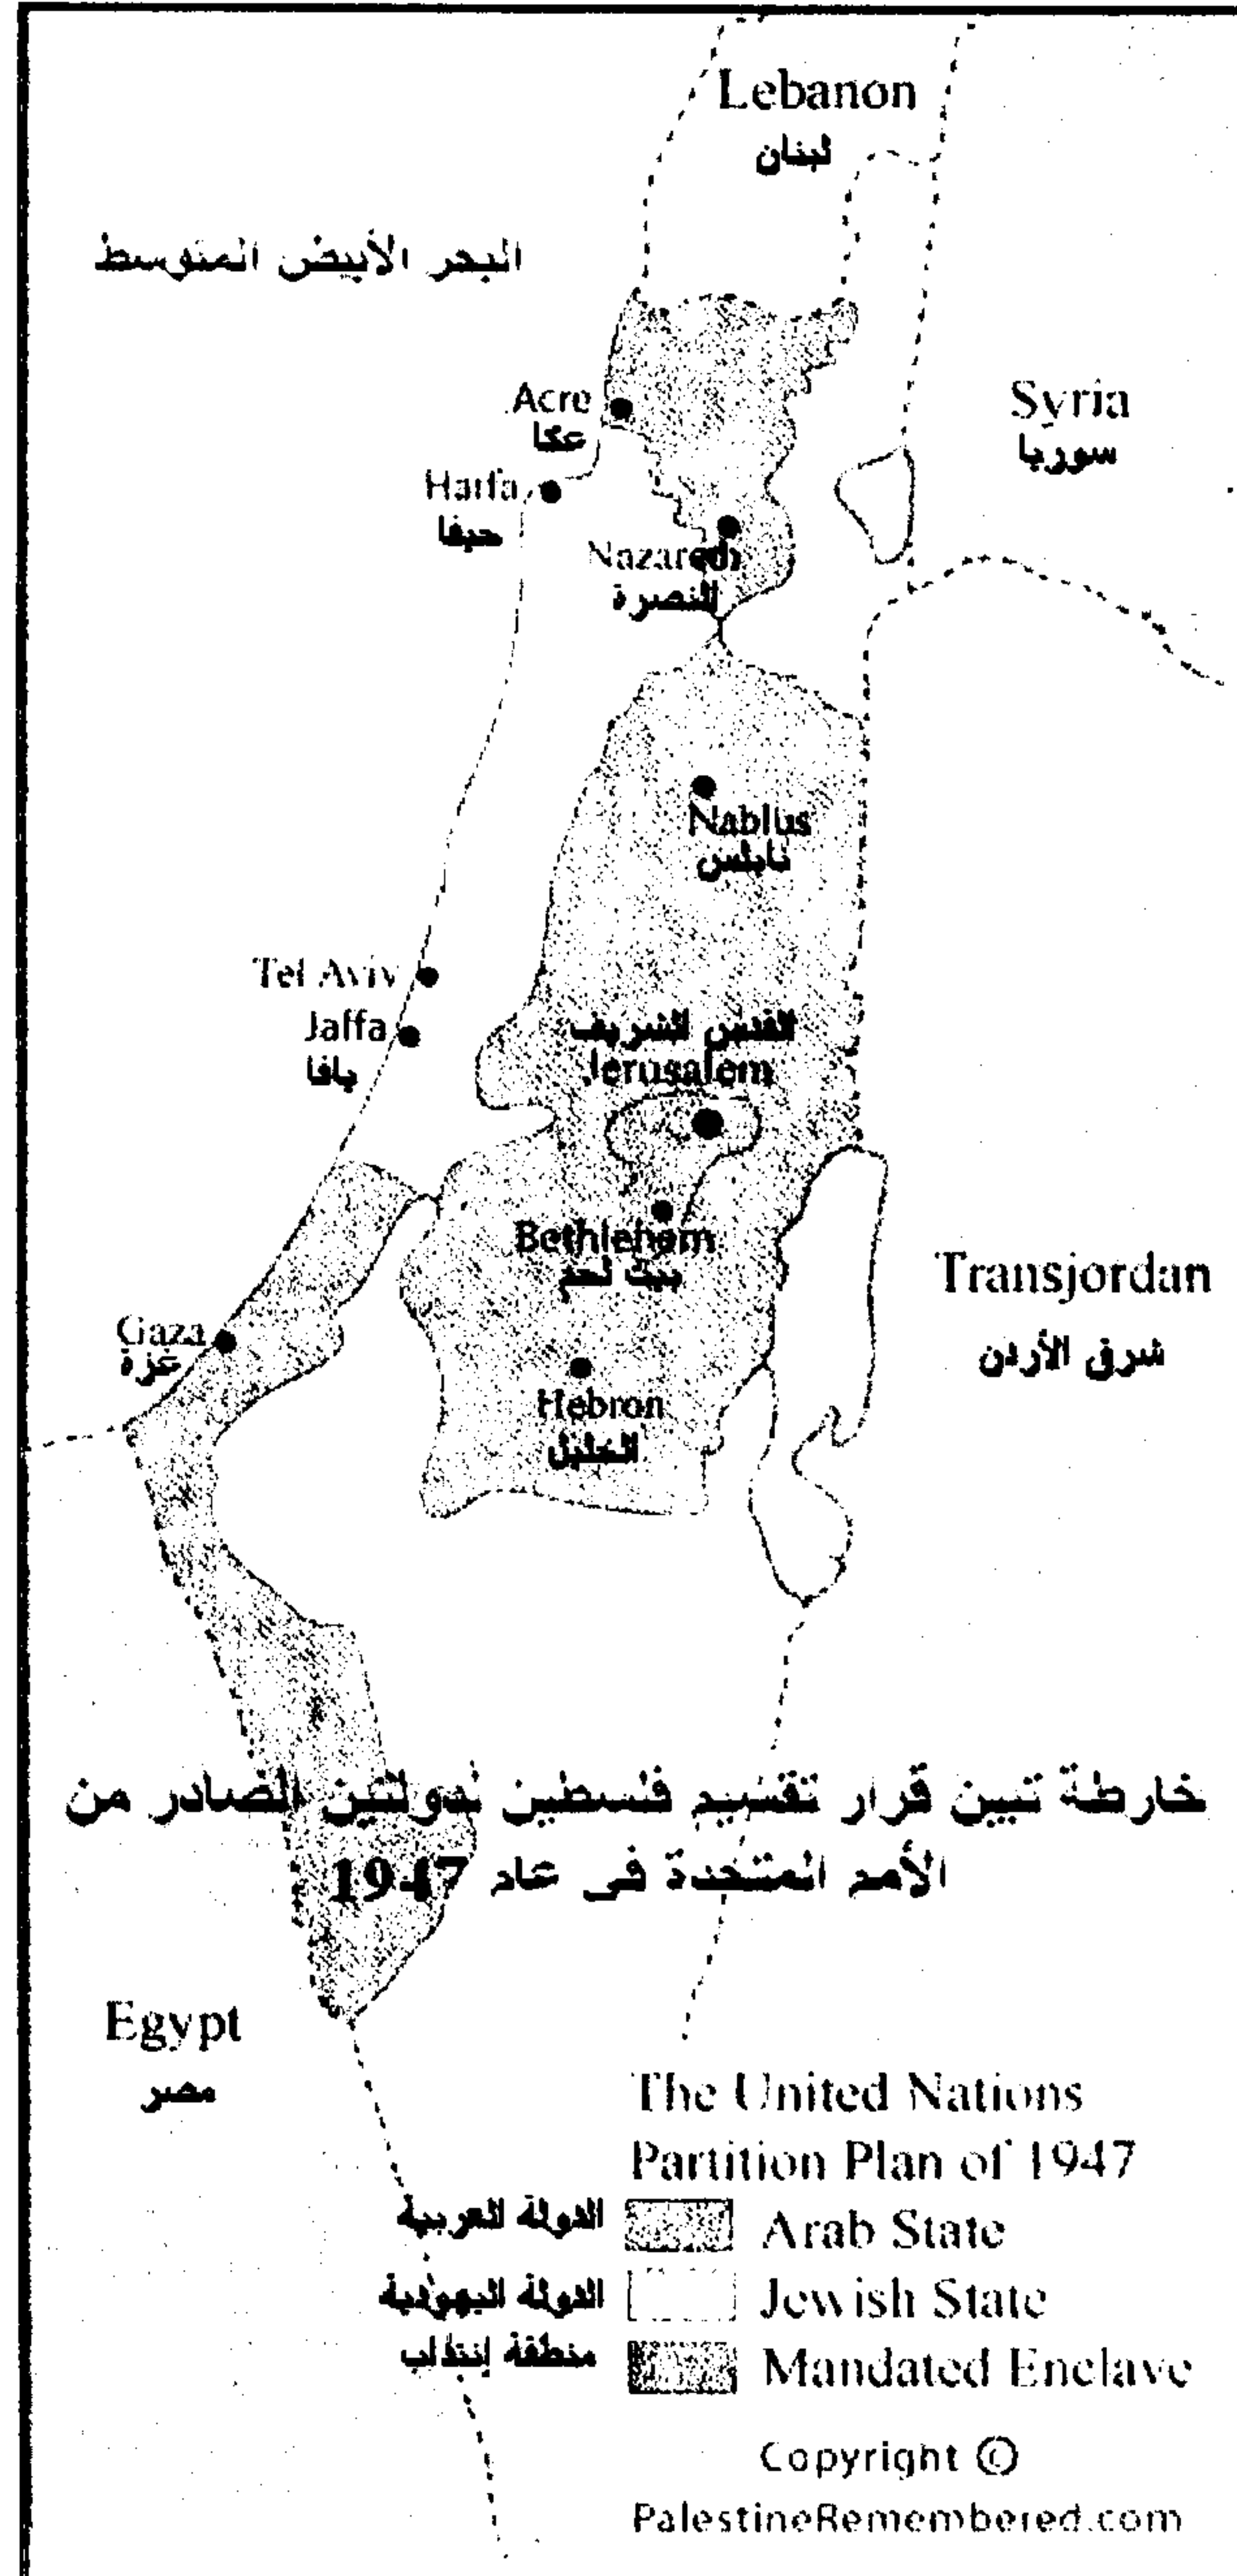 Lebanon
لبنان
البحر الأبيض المتوسط
Acre
عكا
Syria
سوريا
Haifa
حيفا
Nazareth
النصرة
Nablus
نابلس
Tel Aviv
Jaffa
يافا
القدس الشريف
Jerusalem
Bethlehem
بيت لحم
Transjordan
شرق الأردن
Gaza
غزة
Hebron
الخليل
خارطة تبين قرار تقسيم فلسطين لدولتين الصادر من
الأمم المتحدة في عام 1947
Egypt
مصر
The United Nations
Partition Plan of 1947
الدولة العربية Arab State
الدولة اليهودية Jewish State
منطقة إنتداب Mandated Enclave
Copyright ©
PalestineRemembered.com